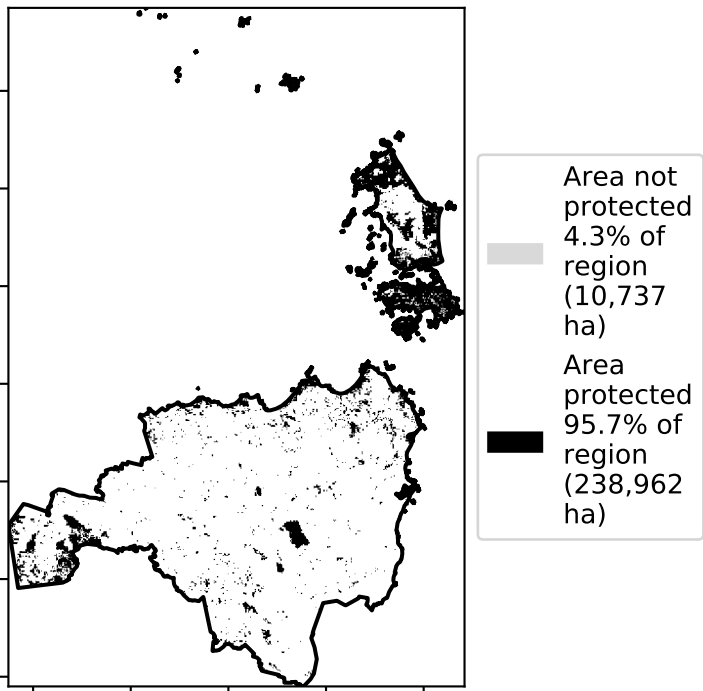 Area not
protected
4.3% of
region
(10,737
ha)
Area
protected
95.7% of
region
(238,962
ha)